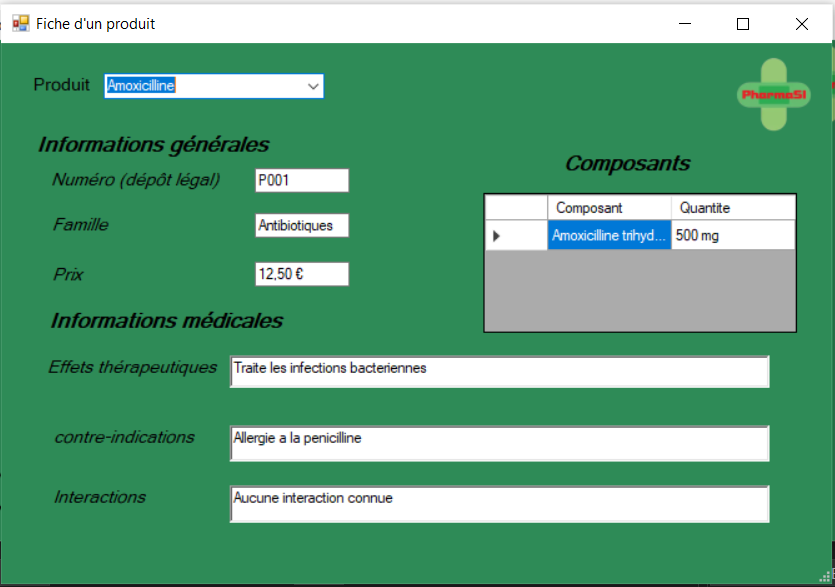 Fiche d'un produit
Produit Amoxicilline
PharmaSI
Informations générales
Numéro (dépôt légal) P001
Famille Antibiotiques
Prix 12,50 €
Composants
Composant Quantite
Amoxicilline trihyd... 500 mg
Informations médicales
Effets thérapeutiques Traite les infections bacteriennes
contre-indications Allergie a la penicilline
Interactions Aucune interaction connue